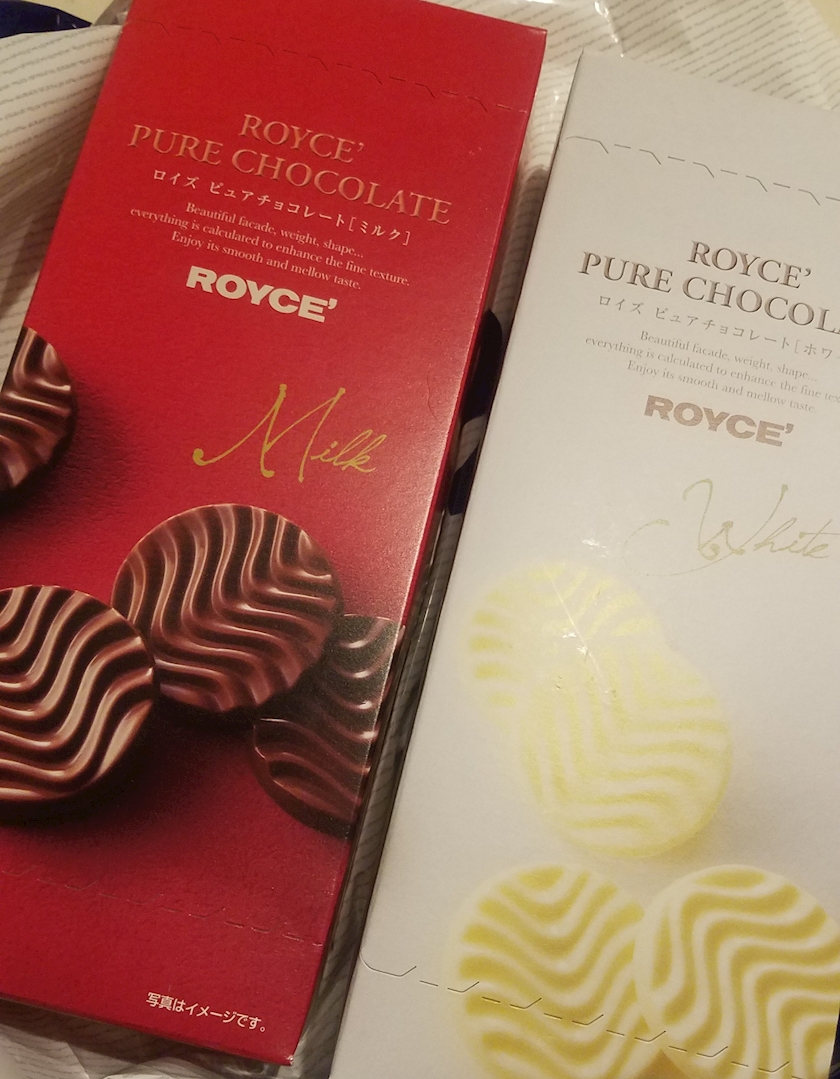 ROYCE'
PURE CHOCOLATE
ロイズ ピュアチョコレート[ミルク]
Beautiful facade, weight, shape...
everything is calculated to enhance the fine texture.
Enjoy its smooth and mellow taste.
ROYCE'
Milk
写真はイメージです。
ROYCE'
PURE CHOCOLA
ロイズ ピュアチョコレート[ホワ
Beautiful facade, weight, shape...
everything is calculated to enhance the fine tex
Enjoy its smooth and mellow taste.
ROYCE'
White